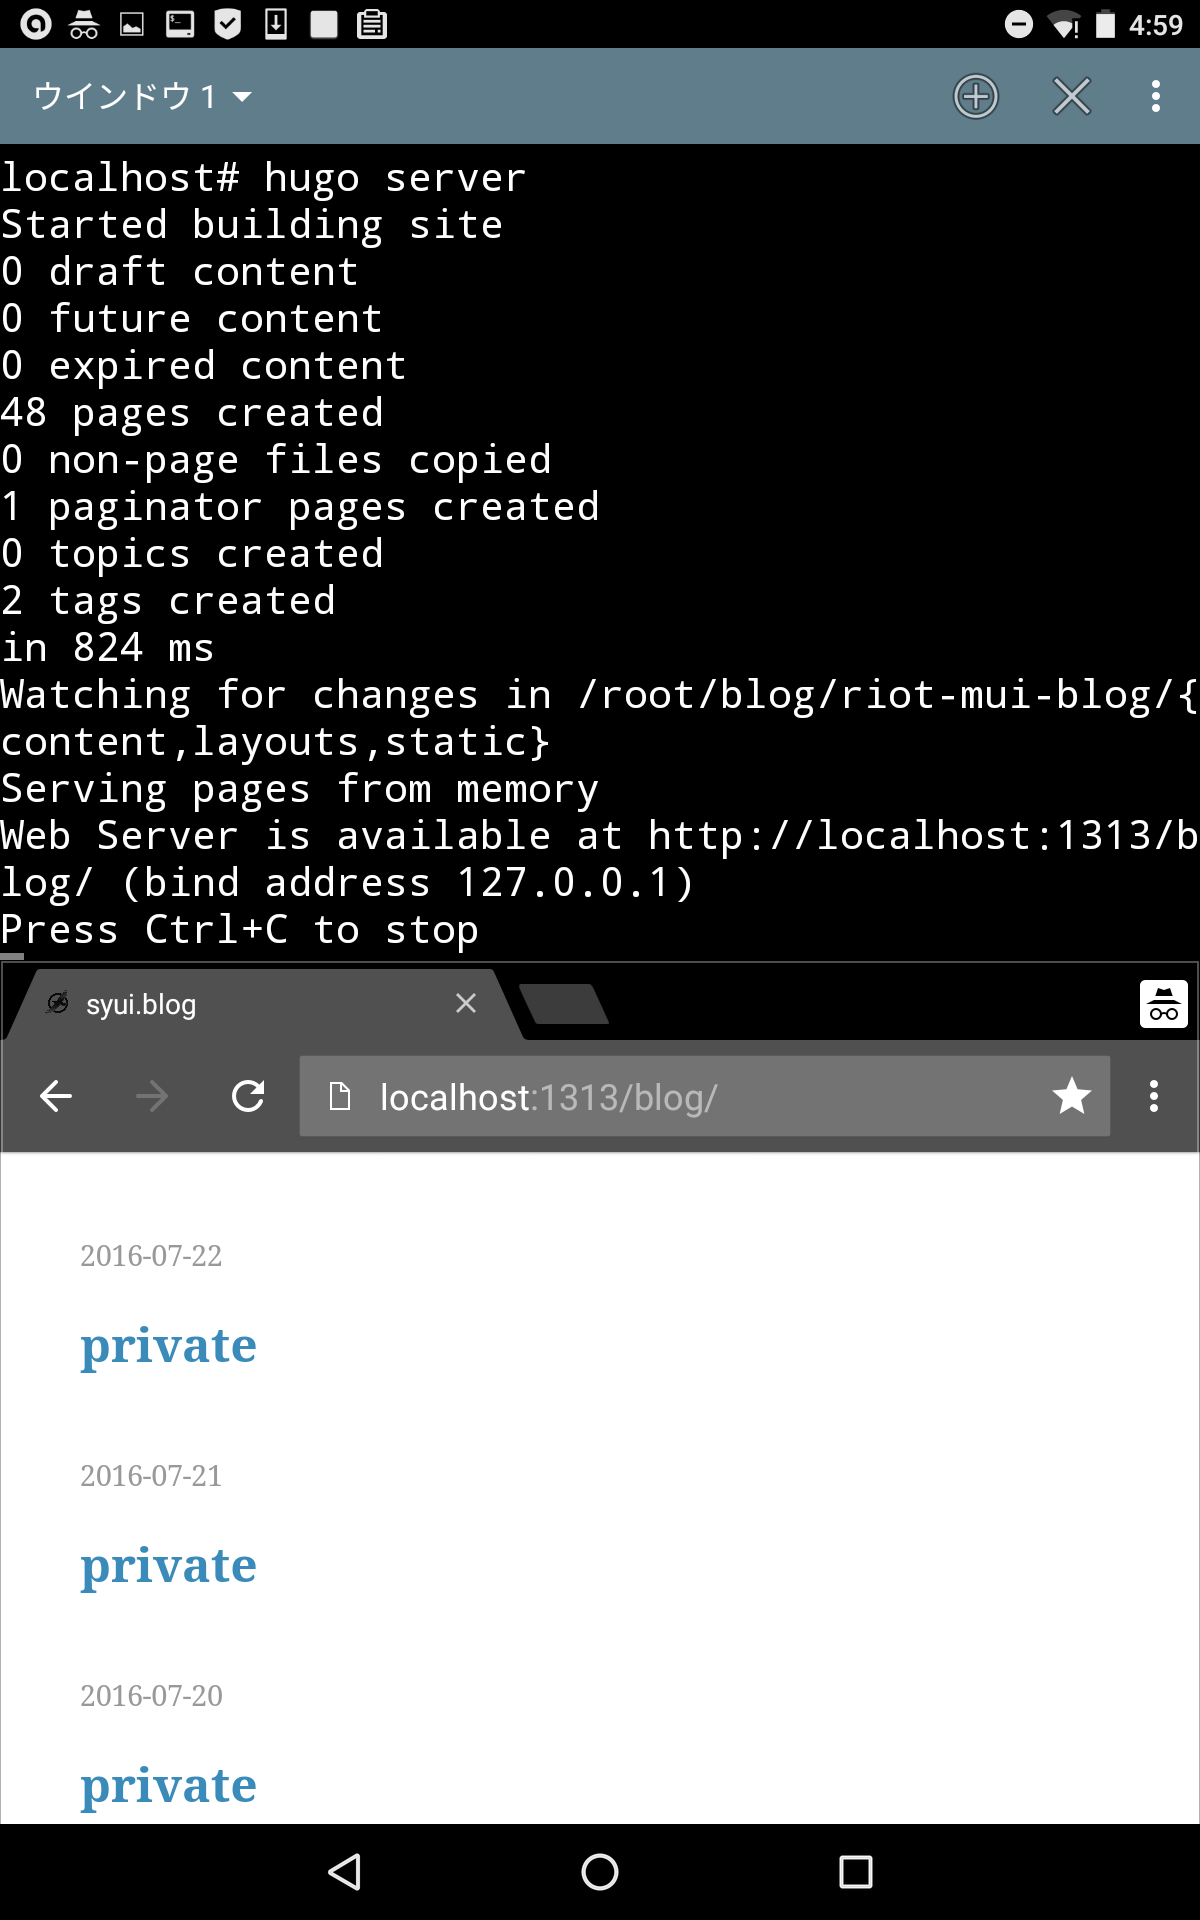 4:59
ウインドウ 1
localhost# hugo server
Started building site
0 draft content
0 future content
0 expired content
48 pages created
0 non-page files copied
1 paginator pages created
0 topics created
2 tags created
in 824 ms
Watching for changes in /root/blog/riot-mui-blog/{
content,layouts,static}
Serving pages from memory
Web Server is available at http://localhost:1313/b
log/ (bind address 127.0.0.1)
Press Ctrl+C to stop
syui.blog
localhost:1313/blog/
2016-07-22
private
2016-07-21
private
2016-07-20
private